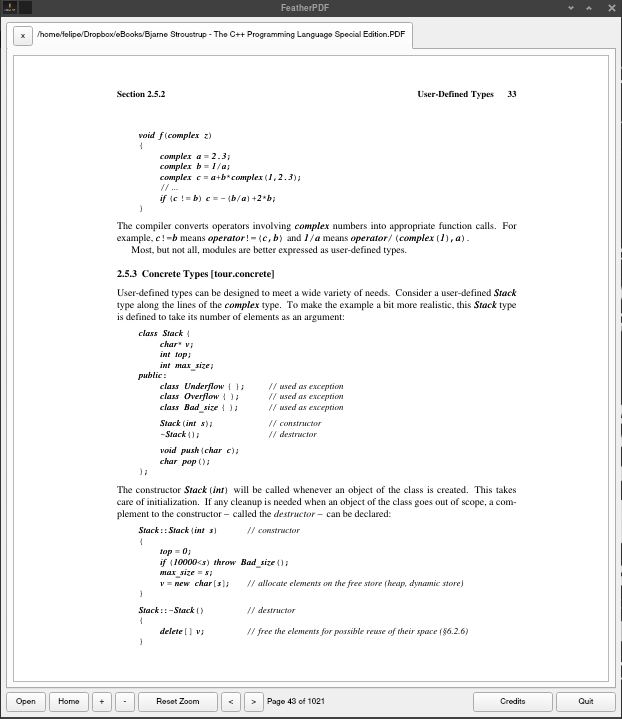 FeatherPDF
x /home/felipe/Dropbox/eBooks/Bjarne Stroustrup - The C++ Programming Language Special Edition.PDF
Section 2.5.2 User-Defined Types 33
void f(complex z)
{
complex a = 2.3;
complex b = 1/a;
complex c = a+b*complex(1,2.3);
// ...
if (c != b) c = -(b/a)+2*b;
}
The compiler converts operators involving complex numbers into appropriate function calls. For
example, c!=b means operator!=(c,b) and 1/a means operator/(complex(1),a).
Most, but not all, modules are better expressed as user-defined types.
2.5.3 Concrete Types [tour.concrete]
User-defined types can be designed to meet a wide variety of needs. Consider a user-defined Stack
type along the lines of the complex type. To make the example a bit more realistic, this Stack type
is defined to take its number of elements as an argument:
class Stack {
char* v;
int top;
int max_size;
public:
class Underflow { }; // used as exception
class Overflow { }; // used as exception
class Bad_size { }; // used as exception
Stack(int s); // constructor
~Stack(); // destructor
void push(char c);
char pop();
};
The constructor Stack(int) will be called whenever an object of the class is created. This takes
care of initialization. If any cleanup is needed when an object of the class goes out of scope, a com-
plement to the constructor – called the destructor – can be declared:
Stack::Stack(int s) // constructor
{
top = 0;
if (10000<s) throw Bad_size();
max_size = s;
v = new char[s]; // allocate elements on the free store (heap, dynamic store)
}
Stack::~Stack() // destructor
{
delete[] v; // free the elements for possible reuse of their space (§6.2.6)
}
Open Home + - Reset Zoom < > Page 43 of 1021 Credits Quit